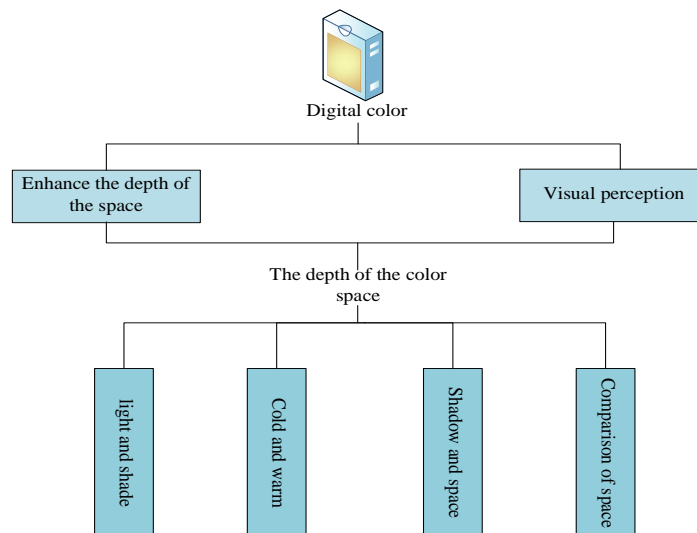 Digital color
Enhance the depth of
the space
Visual perception
The depth of the color
space
light and shade
Cold and warm
Shadow and space
Comparison of space